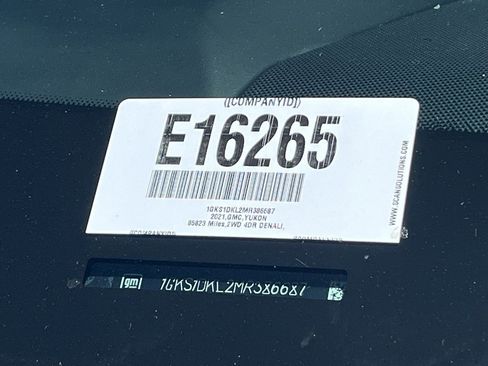 ([COMPANYID])
E16265
1GKS1DKL2MR386687
2021,GMC,YUKON
85823 Miles,2WD 4DR DENALI,
WWW.SCANSOLUTIONS.COM
gm 1GKS1DKL2MR386687